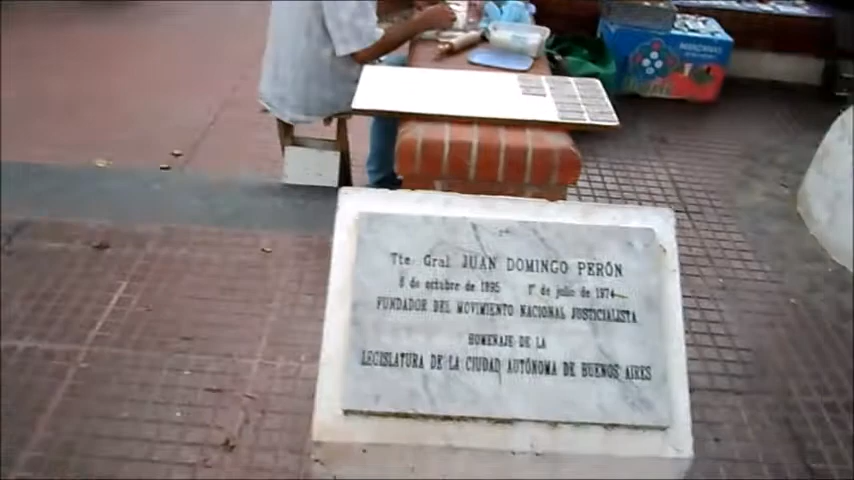 Tte. Gral JUAN DOMINGO PERÓN
8 de octubre de 1895 1º de julio de 1974
FUNDADOR DEL MOVIMIENTO NACIONAL JUSTICIALISTA
HOMENAJE de la
LEGISLATURA DE LA CIUDAD AUTÓNOMA DE BUENOS AIRES